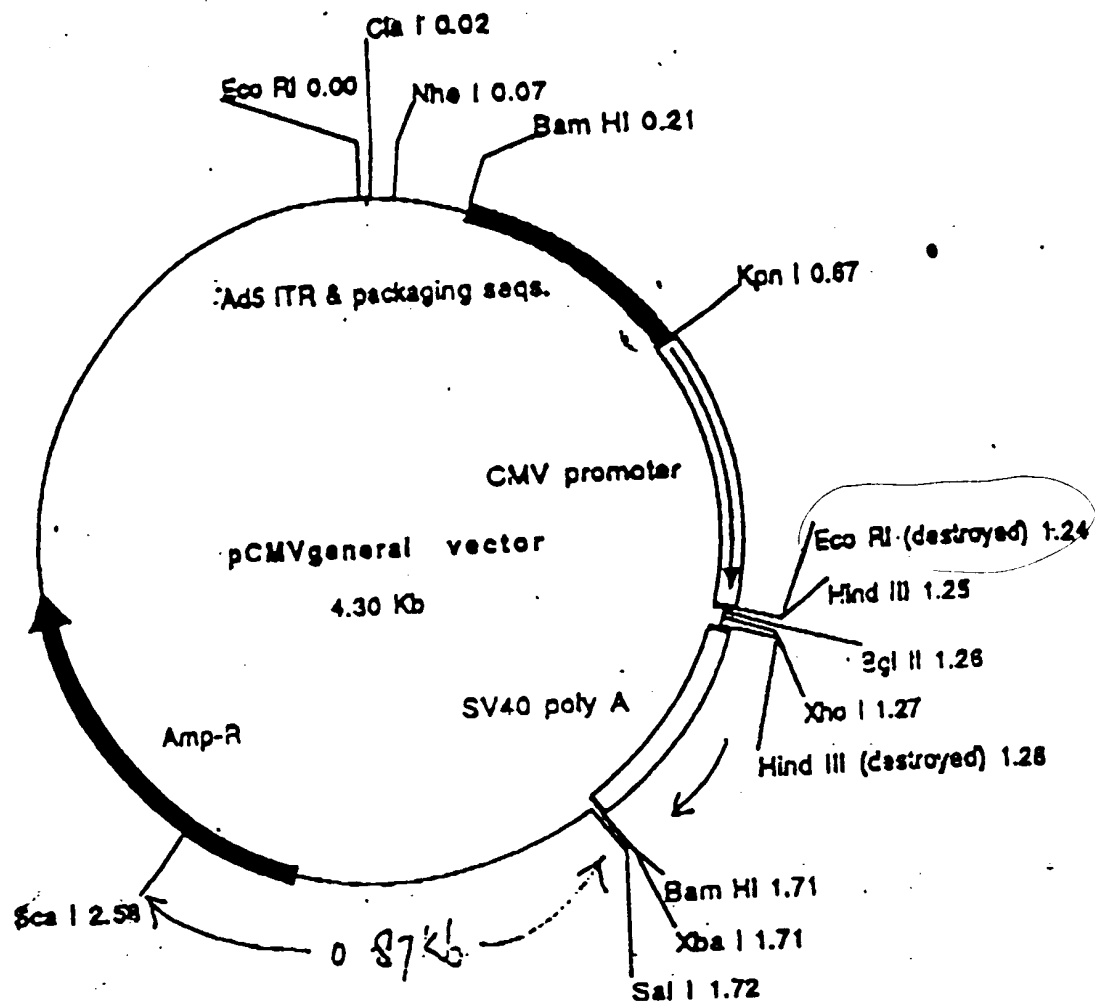 Cla I 0.02
Eco RI 0.00
Nhe I 0.07
Bam HI 0.21
Kpn I 0.67
Ad5 ITR & packaging seqs.
CMV promoter
pCMVgeneral vector
4.30 Kb
Eco RI (destroyed) 1.24
Hind III 1.25
Bgl II 1.26
Xho I 1.27
Hind III (destroyed) 1.28
SV40 poly A
Amp-R
Sca I 2.58
0 87kb
Bam HI 1.71
Xba I 1.71
Sal I 1.72